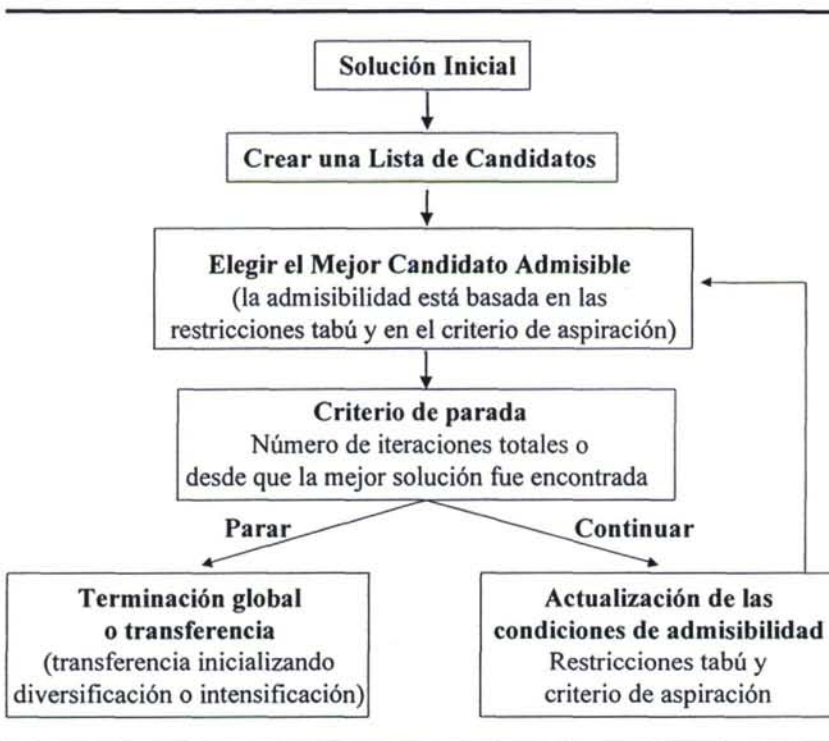 Solución Inicial
Crear una Lista de Candidatos
Elegir el Mejor Candidato Admisible
(la admisibilidad está basada en las
restricciones tabú y en el criterio de aspiración)
Criterio de parada
Número de iteraciones totales o
desde que la mejor solución fue encontrada
Parar
Continuar
Terminación global
o transferencia
(transferencia inicializando
diversificación o intensificación)
Actualización de las
condiciones de admisibilidad
Restricciones tabú y
criterio de aspiración